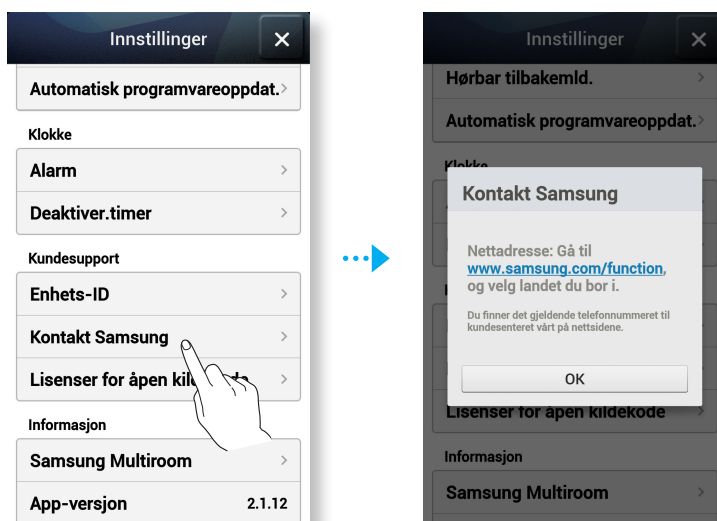 Innstillinger
Automatisk programvareoppdat.
Klokke
Alarm
Deaktiver.timer
Kundesupport
Enhets-ID
Kontakt Samsung
Lisenser for åpen kildekode
Informasjon
Samsung Multiroom
App-versjon 2.1.12
Innstillinger
Hørbar tilbakemld.
Automatisk programvareoppdat.
Klokke
Kontakt Samsung
Nettadresse: Gå til
www.samsung.com/function,
og velg landet du bor i.
Du finner det gjeldende telefonnummeret til
kundesenteret vårt på nettsidene.
OK
Lisenser for åpen kildekode
Informasjon
Samsung Multiroom